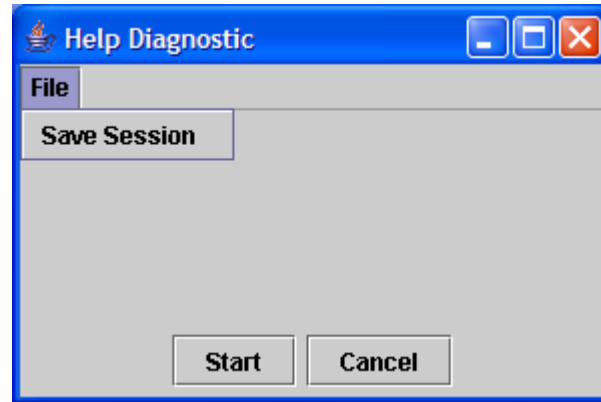 Help Diagnostic
File
Save Session
Start Cancel